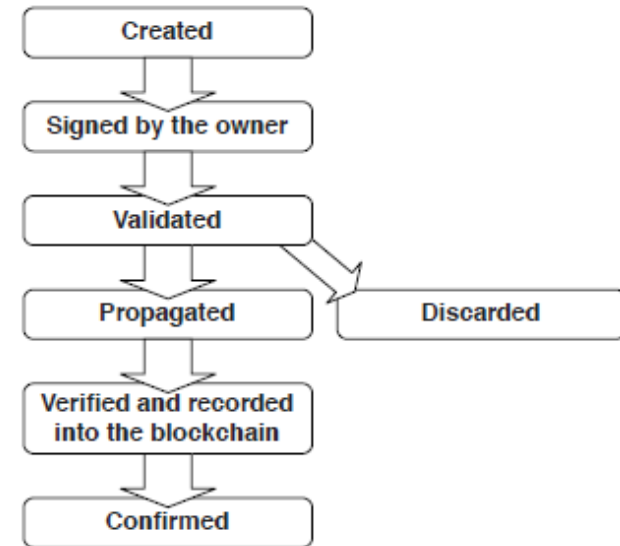 Created
Signed by the owner
Validated
Propagated
Discarded
Verified and recorded
into the blockchain
Confirmed